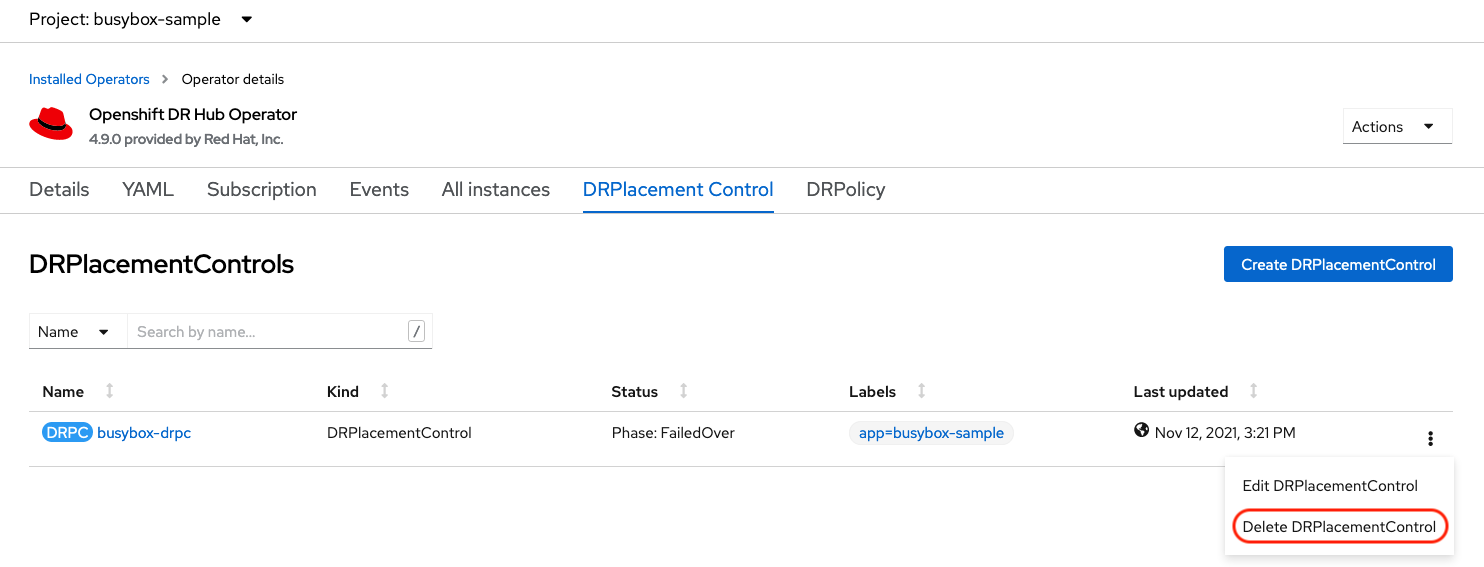 Project: busybox-sample
Installed Operators > Operator details
Openshift DR Hub Operator
4.9.0 provided by Red Hat, Inc.
Actions
Details YAML Subscription Events All instances DRPlacement Control DRPolicy
DRPlacementControls
Create DRPlacementControl
Name Search by name... /
Name Kind Status Labels Last updated
DRPC busybox-drpc DRPlacementControl Phase: FailedOver app=busybox-sample Nov 12, 2021, 3:21 PM
Edit DRPlacementControl
Delete DRPlacementControl